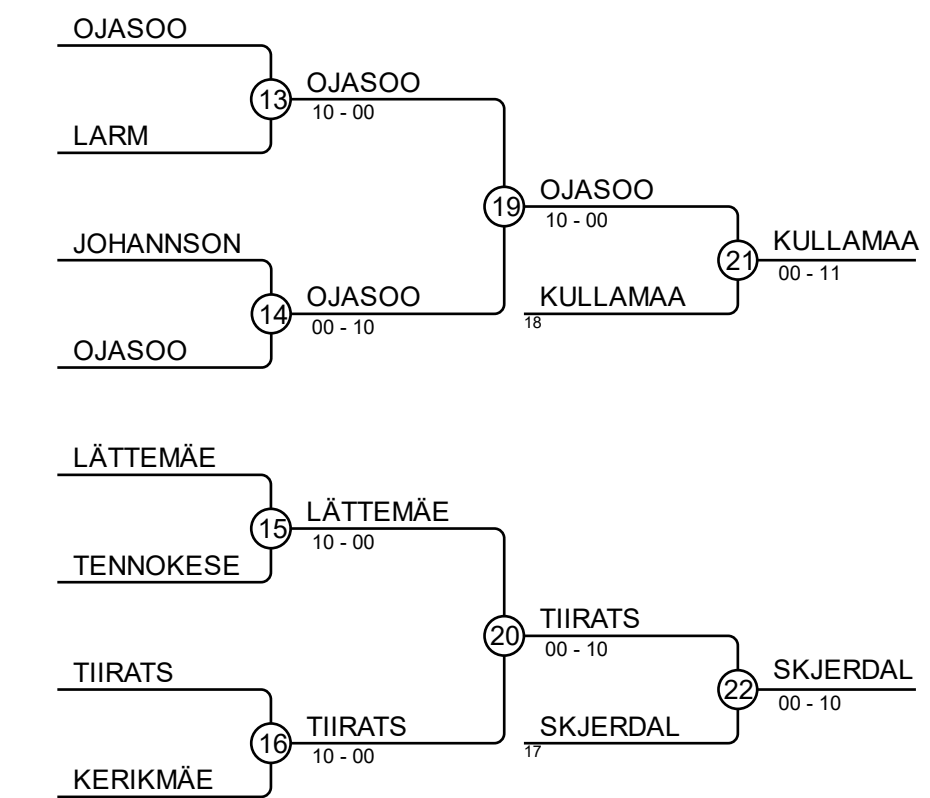 OJASOO
13
OJASOO
10 - 00
LARM
19
OJASOO
10 - 00
JOHANNSON
21
KULLAMAA
00 - 11
14
OJASOO
00 - 10
KULLAMAA
18
OJASOO
LÄTTEMÄE
15
LÄTTEMÄE
10 - 00
TENNOKESE
20
TIIRATS
00 - 10
TIIRATS
22
SKJERDAL
00 - 10
16
TIIRATS
10 - 00
SKJERDAL
17
KERIKMÄE